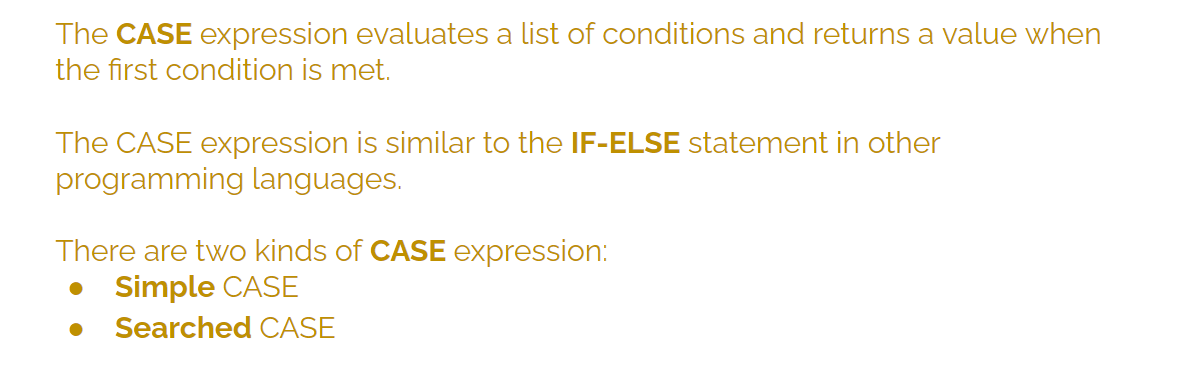 The CASE expression evaluates a list of conditions and returns a value when
the first condition is met.
The CASE expression is similar to the IF-ELSE statement in other
programming languages.
There are two kinds of CASE expression:
● Simple CASE
● Searched CASE